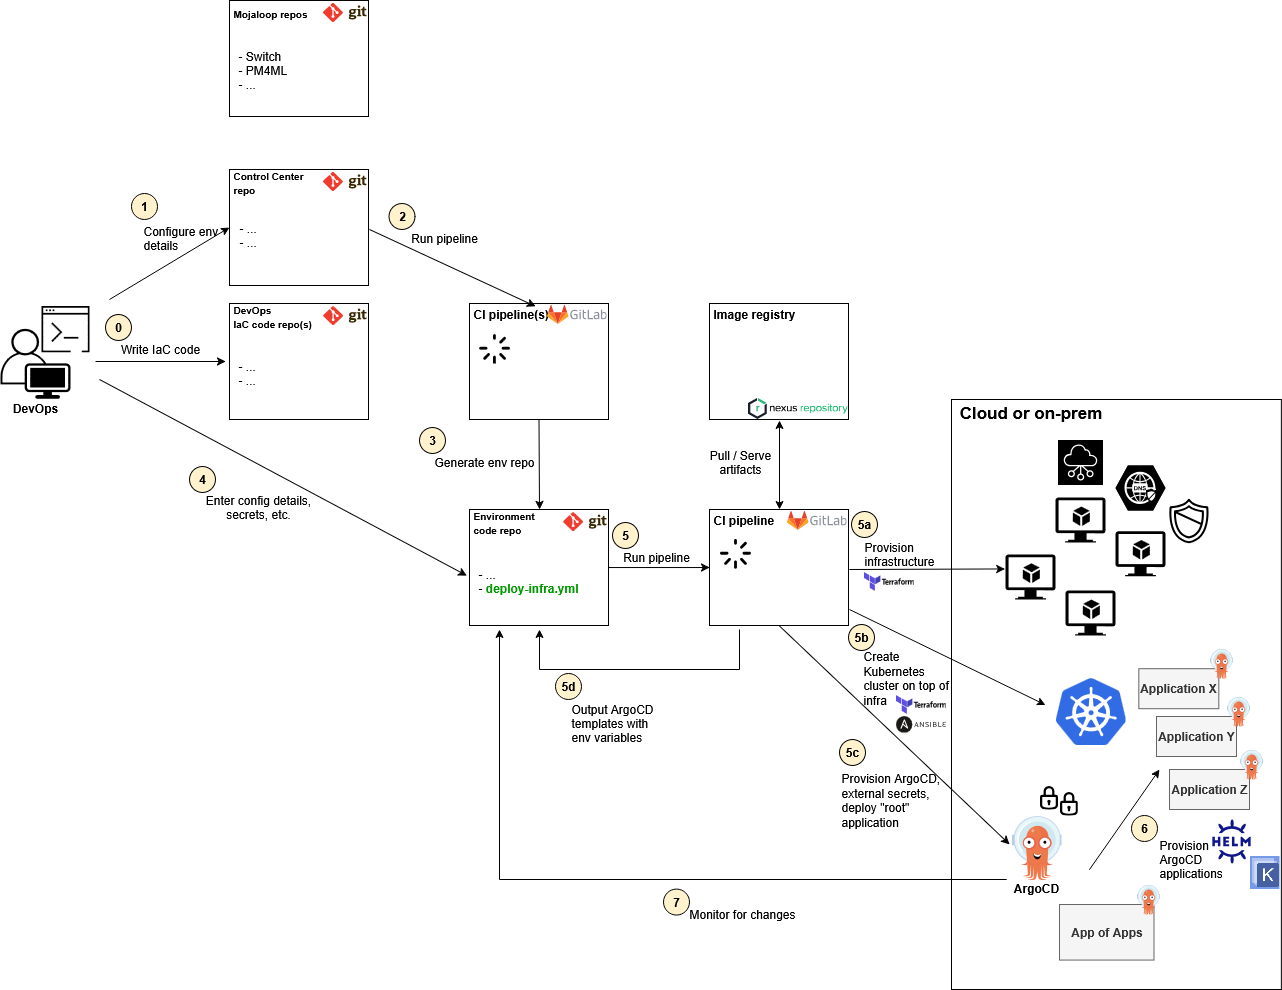 Mojaloop repos
git
- Switch
- PM4ML
- ...
Control Center
repo
git
- ...
- ...
1
Configure env
details
2
Run pipeline
0
Write IaC code
DevOps
DevOps
IaC code repo(s)
git
- ...
- ...
CI pipeline(s)
GitLab
Image registry
r
nexus repository
3
Generate env repo
Pull / Serve
artifacts
4
Enter config details,
secrets, etc.
Environment
code repo
git
- ...
- deploy-infra.yml
5
Run pipeline
CI pipeline
GitLab
5a
Provision
infrastructure
Terraform
5b
Create
Kubernetes
cluster on top of
infra
Terraform
A
ANSIBLE
5c
Provision ArgoCD,
external secrets,
deploy "root"
application
5d
Output ArgoCD
templates with
env variables
Cloud or on-prem
DNS
Application X
Application Y
Application Z
6
Provision
ArgoCD
applications
HELM
K
ArgoCD
App of Apps
7
Monitor for changes